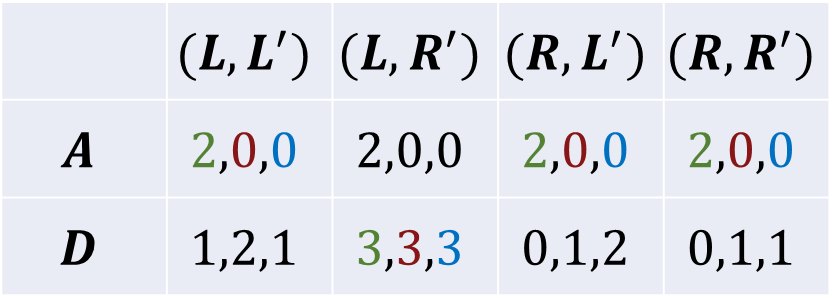 (L, L′) (L, R′) (R, L′) (R, R′)
A 2,0,0 2,0,0 2,0,0 2,0,0
D 1,2,1 3,3,3 0,1,2 0,1,1